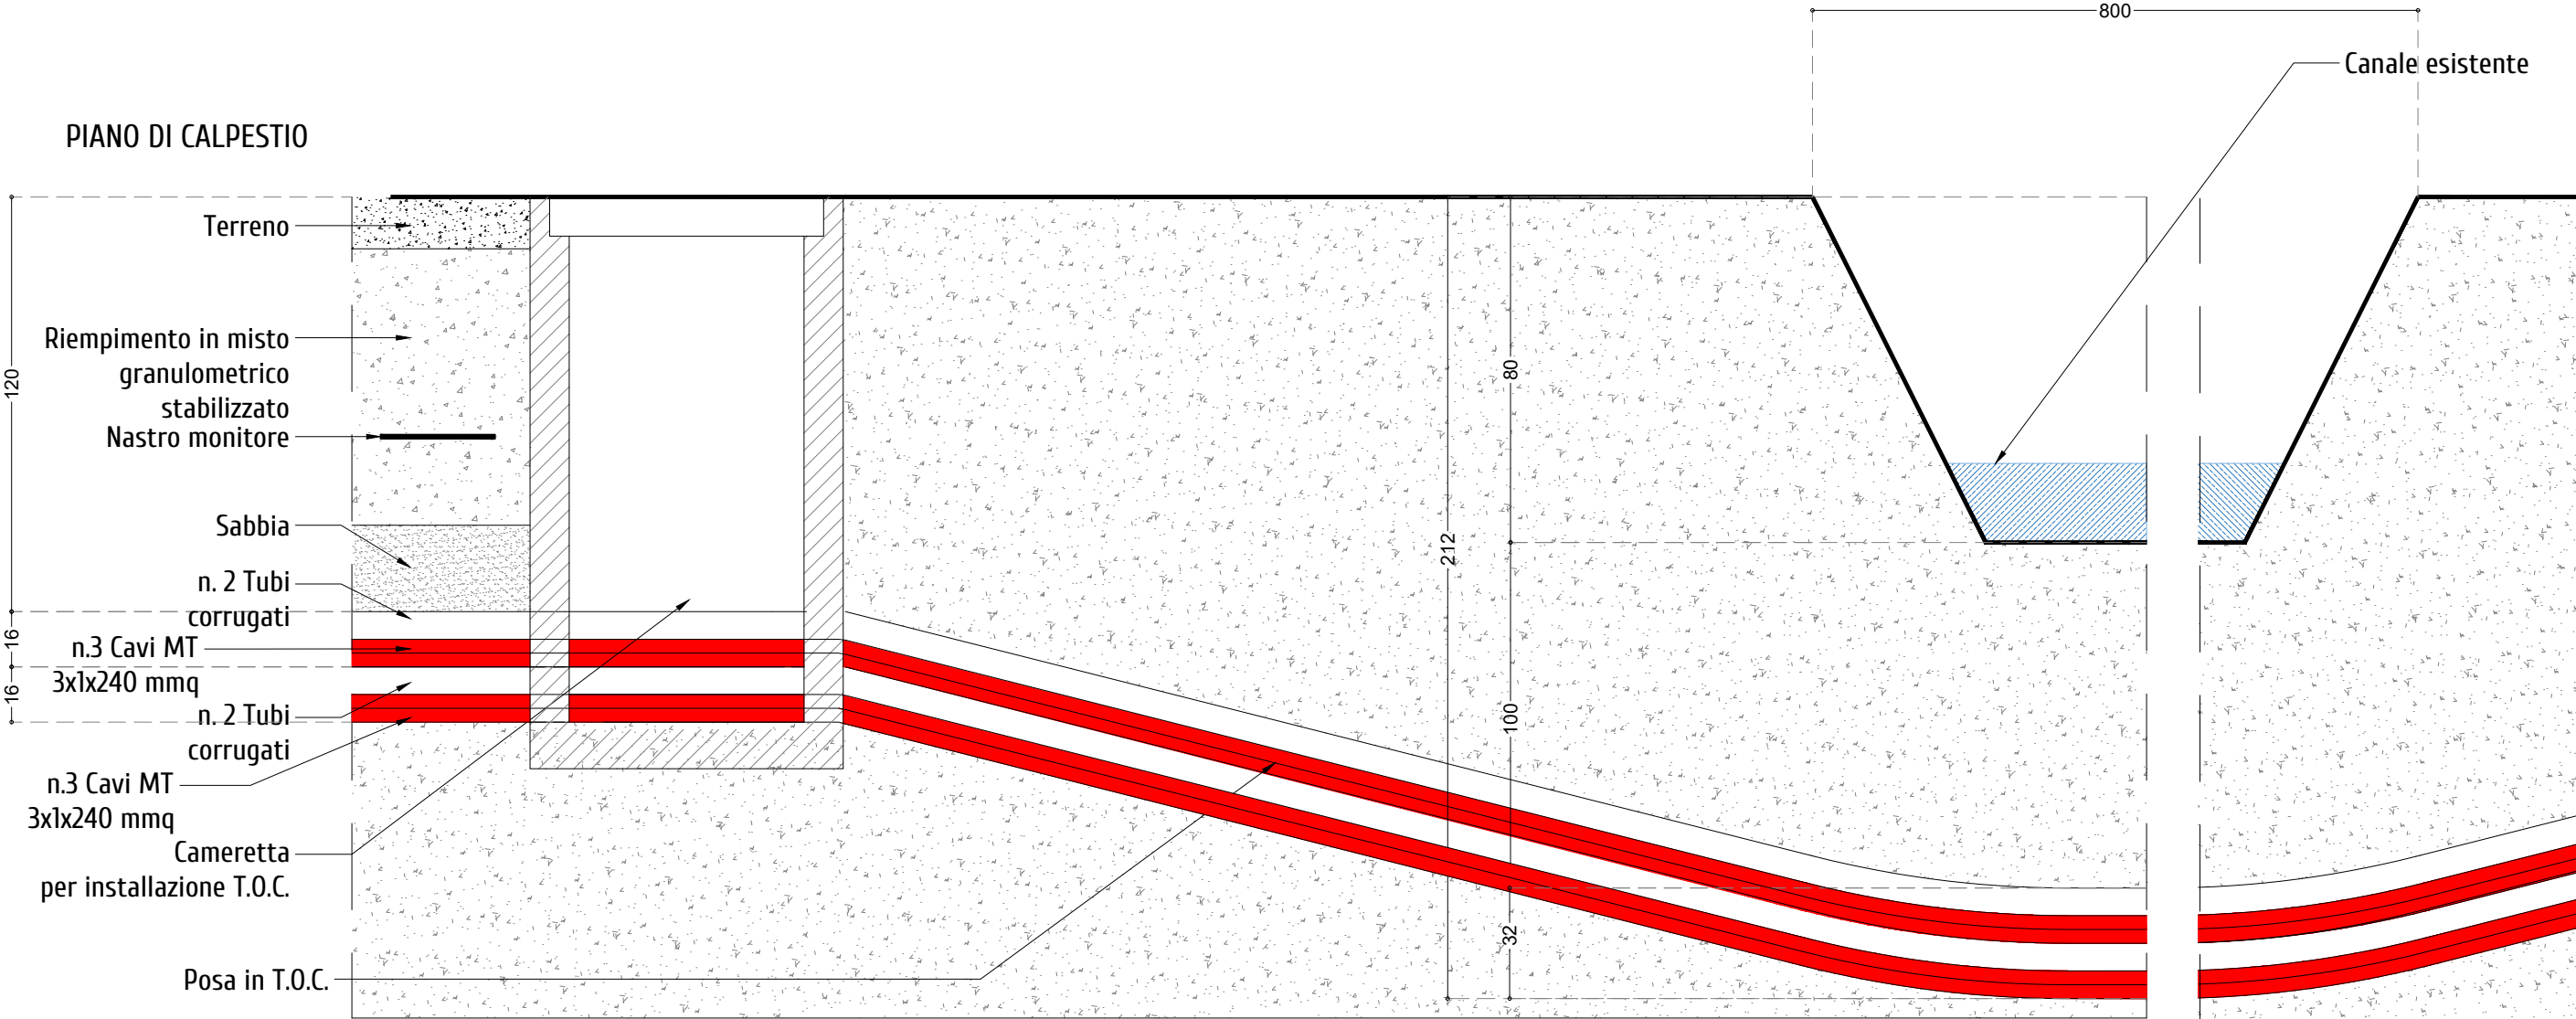 800
Canale esistente
PIANO DI CALPESTIO
Terreno
Riempimento in misto
granulometrico
stabilizzato
Nastro monitore
Sabbia
n. 2 Tubi
corrugati
n.3 Cavi MT
3x1x240 mmq
n. 2 Tubi
corrugati
n.3 Cavi MT
3x1x240 mmq
Cameretta
per installazione T.O.C.
Posa in T.O.C.
120
16
16
212
80
100
32